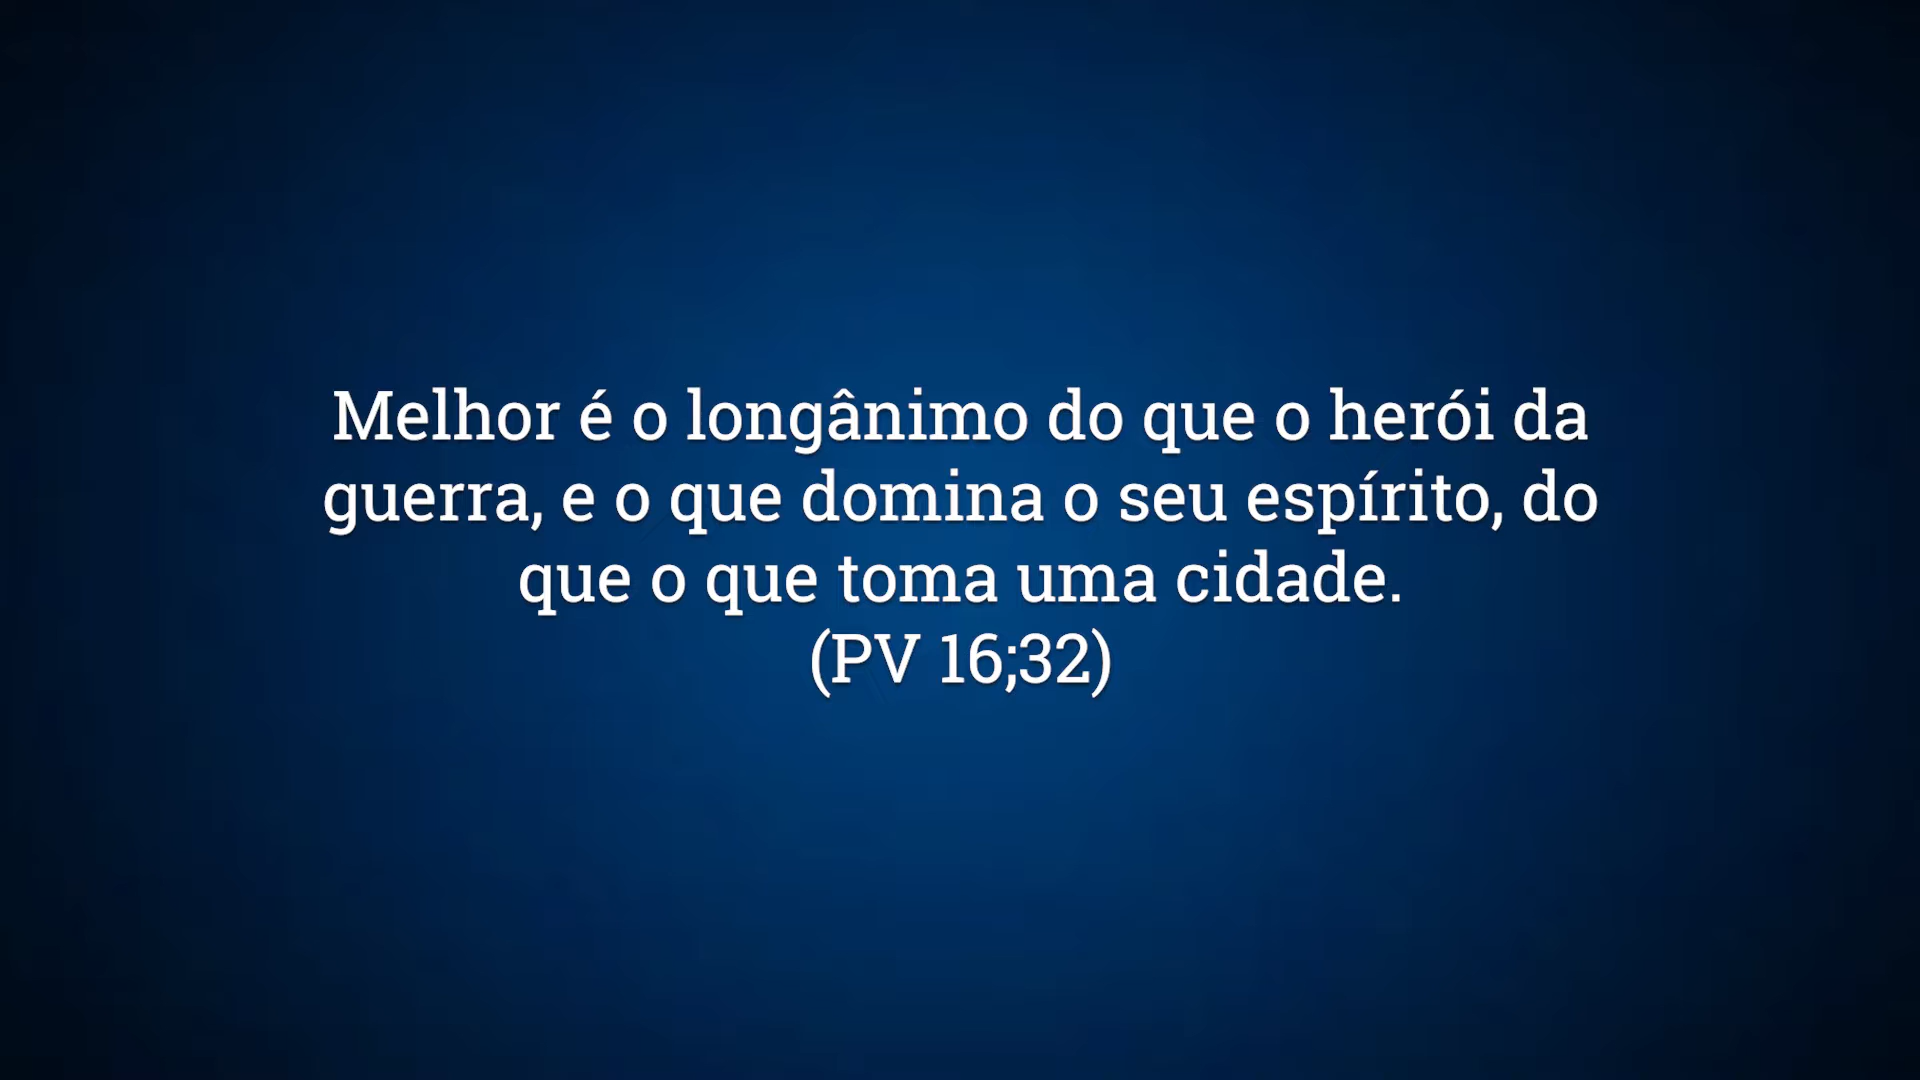 Melhor é o longânimo do que o herói da
guerra, e o que domina o seu espírito, do
que o que toma uma cidade.
(PV 16;32)